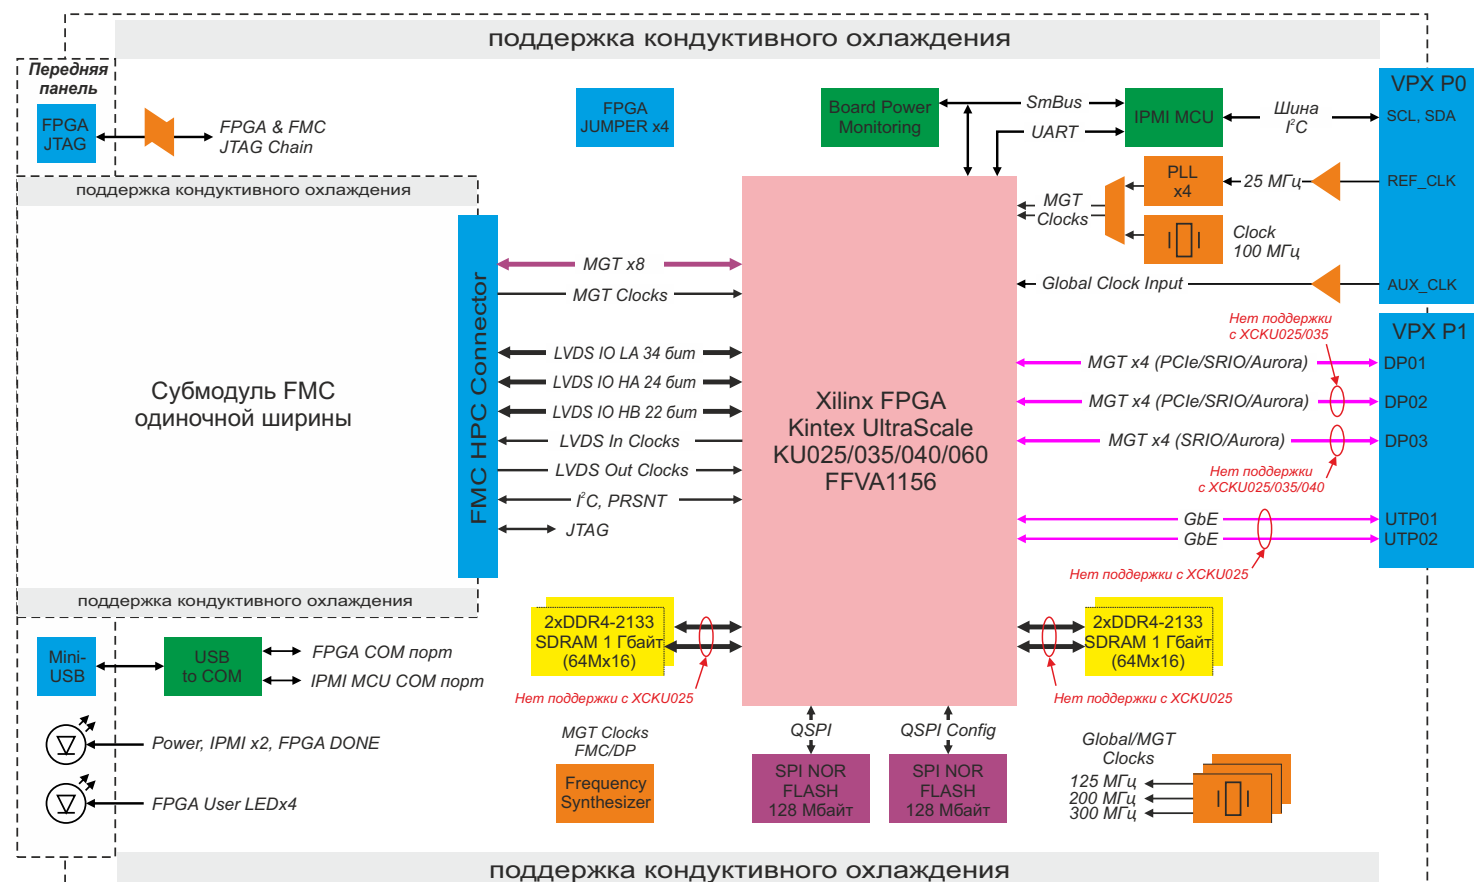 поддержка кондуктивного охлаждения
Передняя
панель
FPGA
JTAG
FPGA & FMC
JTAG Chain
FPGA
JUMPER x4
Board Power
Monitoring
SmBus
UART
IPMI MCU
Шина
I²C
VPX P0
SCL, SDA
REF_CLK
AUX_CLK
PLL
x4
25 МГц
MGT
Clocks
Clock
100 МГц
Global Clock Input
поддержка кондуктивного охлаждения
Субмодуль FMC
одиночной ширины
FMC HPC Connector
MGT x8
MGT Clocks
LVDS IO LA 34 бит
LVDS IO HA 24 бит
LVDS IO HB 22 бит
LVDS In Clocks
LVDS Out Clocks
I²C, PRSNT
JTAG
Xilinx FPGA
Kintex UltraScale
KU025/035/040/060
FFVA1156
Нет поддержки
с XCKU025/035
VPX P1
MGT x4 (PCIe/SRIO/Aurora)
DP01
MGT x4 (PCIe/SRIO/Aurora)
DP02
MGT x4 (SRIO/Aurora)
DP03
Нет поддержки
с XCKU025/035/040
GbE
UTP01
GbE
UTP02
Нет поддержки с XCKU025
поддержка кондуктивного охлаждения
2xDDR4-2133
SDRAM 1 Гбайт
(64Mx16)
Нет поддержки с XCKU025
2xDDR4-2133
SDRAM 1 Гбайт
(64Mx16)
Нет поддержки с XCKU025
Mini-
USB
USB
to COM
FPGA COM порт
IPMI MCU COM порт
Power, IPMI x2, FPGA DONE
FPGA User LEDx4
MGT Clocks
FMC/DP
Frequency
Synthesizer
QSPI
SPI NOR
FLASH
128 Мбайт
QSPI Config
SPI NOR
FLASH
128 Мбайт
Global/MGT
Clocks
125 МГц
200 МГц
300 МГц
поддержка кондуктивного охлаждения